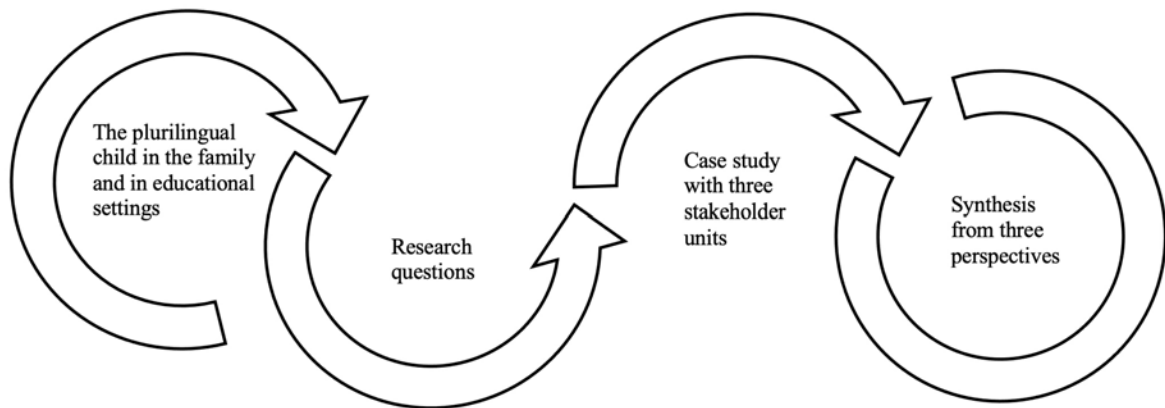 The plurilingual
child in the family
and in educational
settings
Research
questions
Case study
with three
stakeholder
units
Synthesis
from three
perspectives